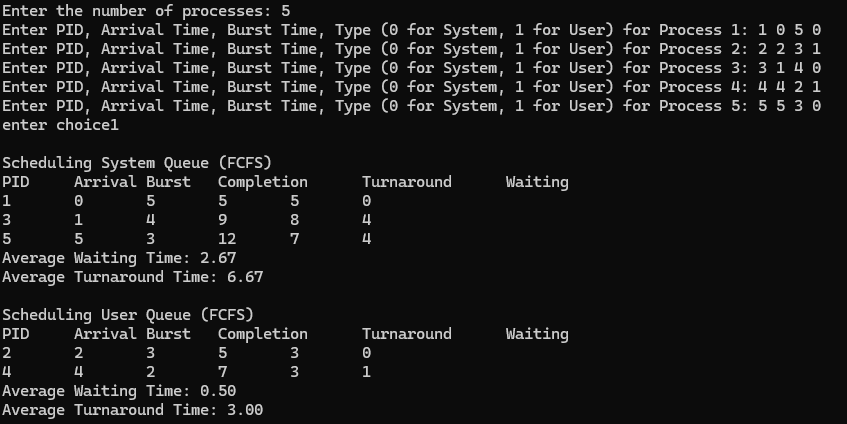 Enter the number of processes: 5
Enter PID, Arrival Time, Burst Time, Type (0 for System, 1 for User) for Process 1: 1 0 5 0
Enter PID, Arrival Time, Burst Time, Type (0 for System, 1 for User) for Process 2: 2 2 3 1
Enter PID, Arrival Time, Burst Time, Type (0 for System, 1 for User) for Process 3: 3 1 4 0
Enter PID, Arrival Time, Burst Time, Type (0 for System, 1 for User) for Process 4: 4 4 2 1
Enter PID, Arrival Time, Burst Time, Type (0 for System, 1 for User) for Process 5: 5 5 3 0
enter choice1
Scheduling System Queue (FCFS)
PID Arrival Burst Completion Turnaround Waiting
1 0 5 5 5 0
3 1 4 9 8 4
5 5 3 12 7 4
Average Waiting Time: 2.67
Average Turnaround Time: 6.67
Scheduling User Queue (FCFS)
PID Arrival Burst Completion Turnaround Waiting
2 2 3 5 3 0
4 4 2 7 3 1
Average Waiting Time: 0.50
Average Turnaround Time: 3.00